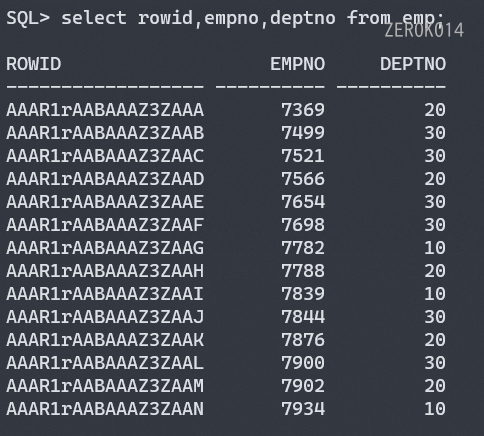 SQL> select rowid,empno,deptno from emp;
ZEROK014
ROWID EMPNO DEPTNO
------------------ ---------- ----------
AAAR1rAABAAAZ3ZAAA 7369 20
AAAR1rAABAAAZ3ZAAB 7499 30
AAAR1rAABAAAZ3ZAAC 7521 30
AAAR1rAABAAAZ3ZAAD 7566 20
AAAR1rAABAAAZ3ZAAE 7654 30
AAAR1rAABAAAZ3ZAAF 7698 30
AAAR1rAABAAAZ3ZAAG 7782 10
AAAR1rAABAAAZ3ZAAH 7788 20
AAAR1rAABAAAZ3ZAAI 7839 10
AAAR1rAABAAAZ3ZAAJ 7844 30
AAAR1rAABAAAZ3ZAAK 7876 20
AAAR1rAABAAAZ3ZAAL 7900 30
AAAR1rAABAAAZ3ZAAM 7902 20
AAAR1rAABAAAZ3ZAAN 7934 10